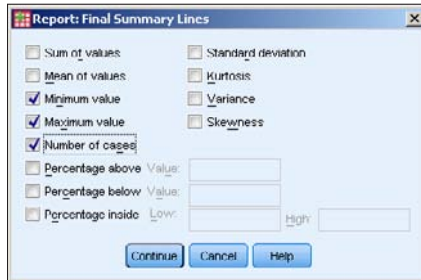 Report: Final Summary Lines
Sum of values
Standard deviation
Mean of values
Kurtosis
Minimum value
Variance
Maximum value
Skewness
Number of cases
Percentage above Value:
Percentage below Value:
Percentage inside Low: High:
Continue Cancel Help